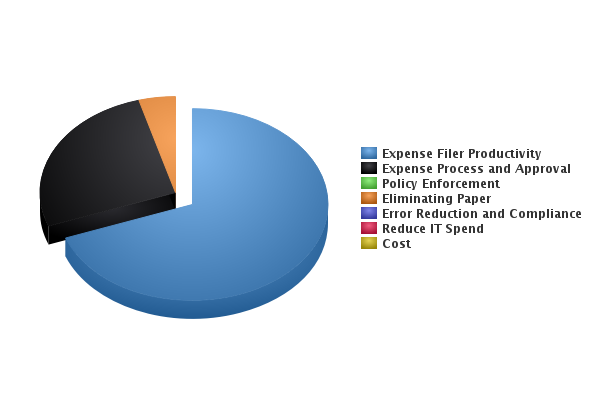 Expense Filer Productivity
Expense Process and Approval
Policy Enforcement
Eliminating Paper
Error Reduction and Compliance
Reduce IT Spend
Cost